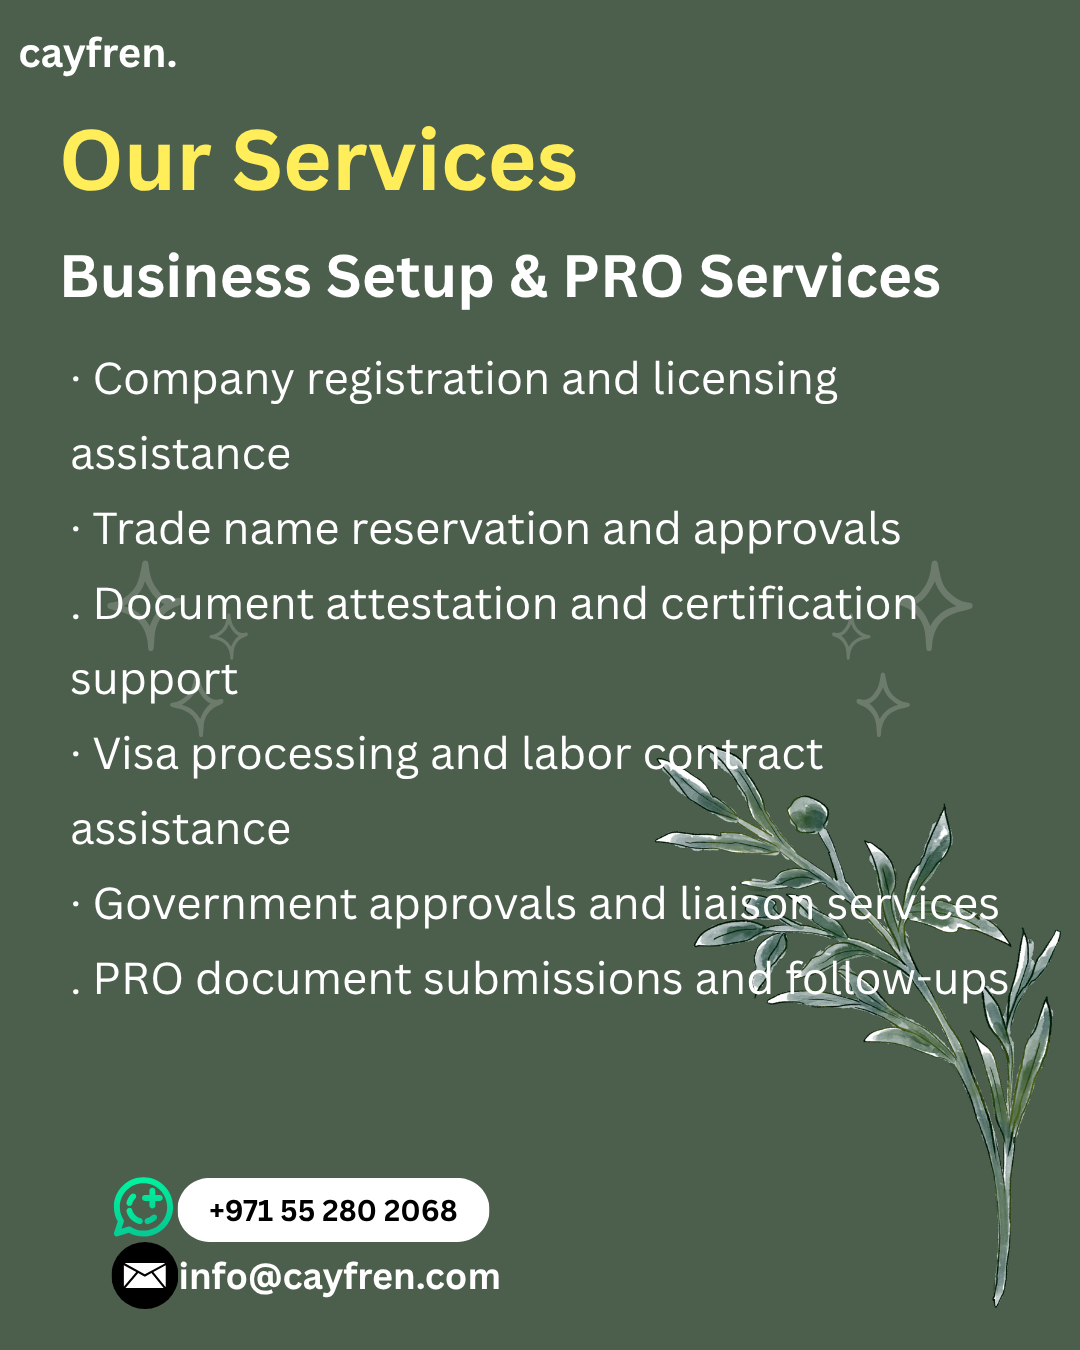 cayfren.
Our Services
Business Setup & PRO Services
· Company registration and licensing
assistance
· Trade name reservation and approvals
. Document attestation and certification
support
· Visa processing and labor contract
assistance
· Government approvals and liaison services
. PRO document submissions and follow-ups
+971 55 280 2068
info@cayfren.com